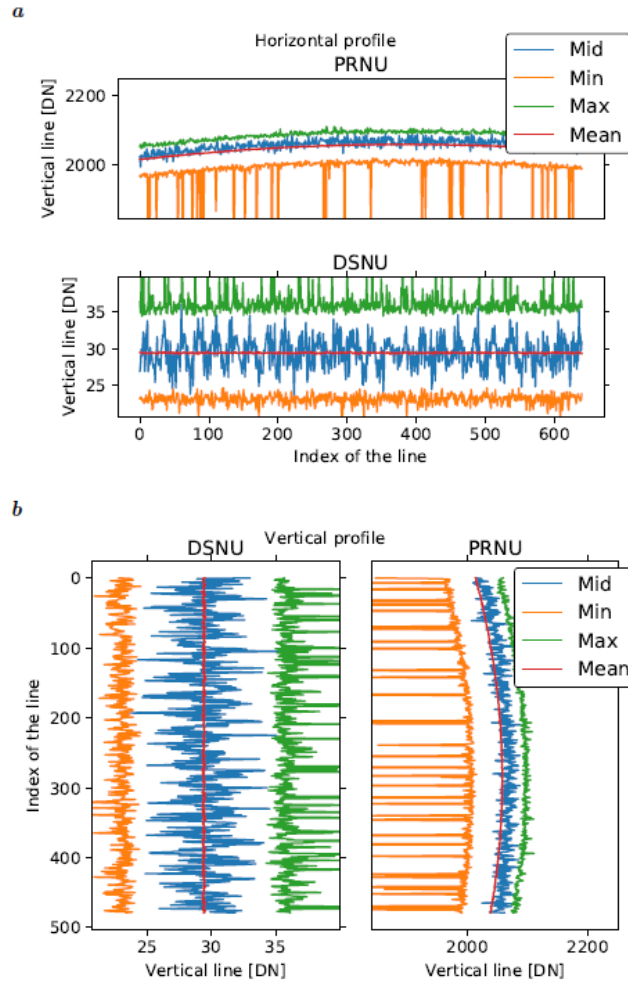 a
Horizontal profile
PRNU
Mid
Min
Max
Mean
2200
2000
Vertical line [DN]
DSNU
35
30
25
Vertical line [DN]
0 100 200 300 400 500 600
Index of the line
b
Vertical profile
DSNU PRNU
Mid
Min
Max
Mean
0
100
200
300
400
500
Index of the line
25 30 35
Vertical line [DN]
2000 2200
Vertical line [DN]